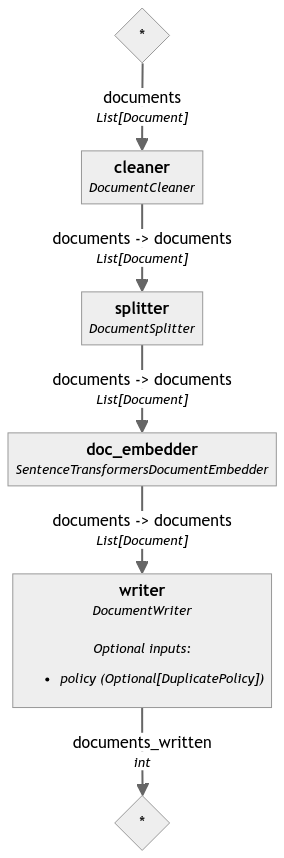 *
documents
List[Document]
cleaner
DocumentCleaner
documents -> documents
List[Document]
splitter
DocumentSplitter
documents -> documents
List[Document]
doc_embedder
SentenceTransformersDocumentEmbedder
documents -> documents
List[Document]
writer
DocumentWriter
Optional inputs:
• policy (Optional[DuplicatePolicy])
documents_written
int
*